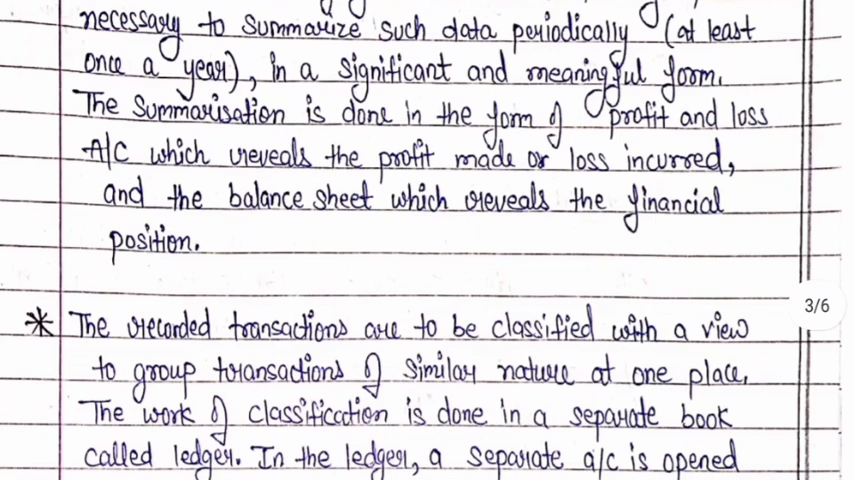 necessary to summarize such data periodically (at least
once a year), in a significant and meaningful form.
The summarisation is done in the form of profit and loss
A/C which reveals the profit made or loss incurred,
and the balance sheet which reveals the financial
position.
3/6
* The recorded transactions are to be classified with a view
to group transactions of similar nature at one place.
The work of classification is done in a separate book
called ledger. In the ledger, a separate a/c is opened